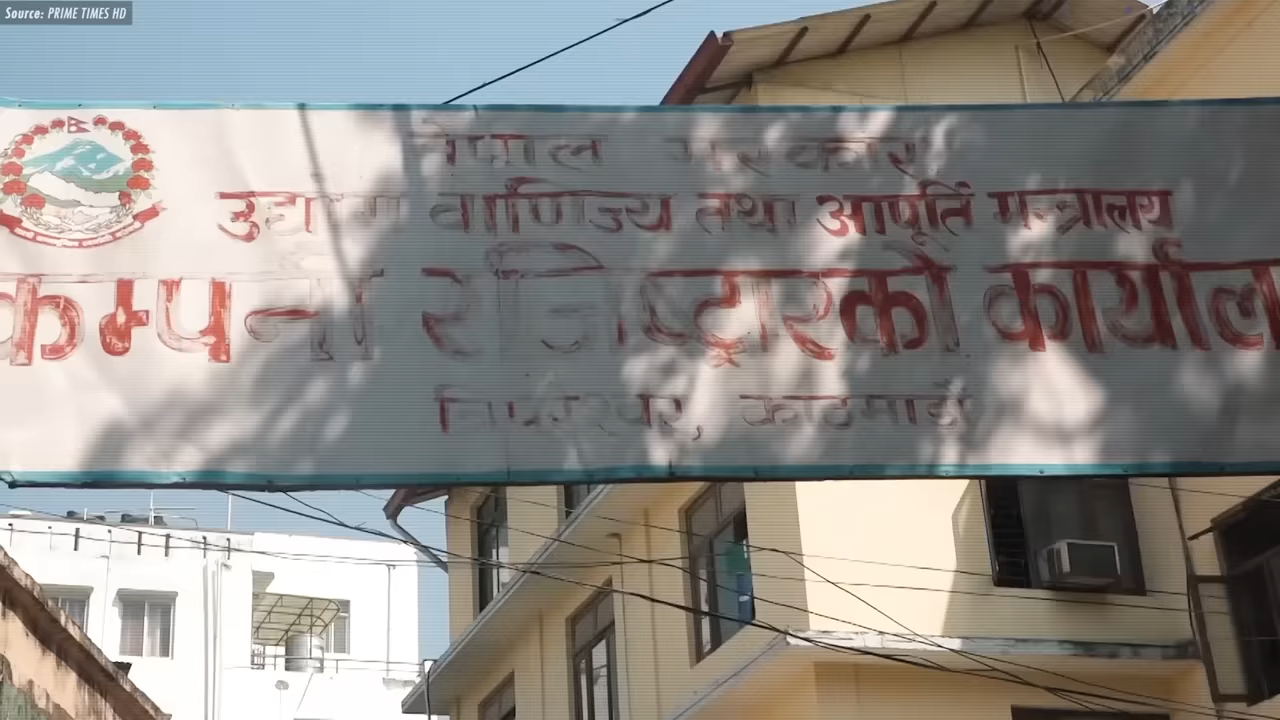 Source: PRIME TIMES HD
नेपाल सरकार
उद्योग वाणिज्य तथा आपूर्ति मन्त्रालय
कम्पनी रजिष्ट्रारको कार्याल
त्रिपुरेश्वर, काठमाडौं